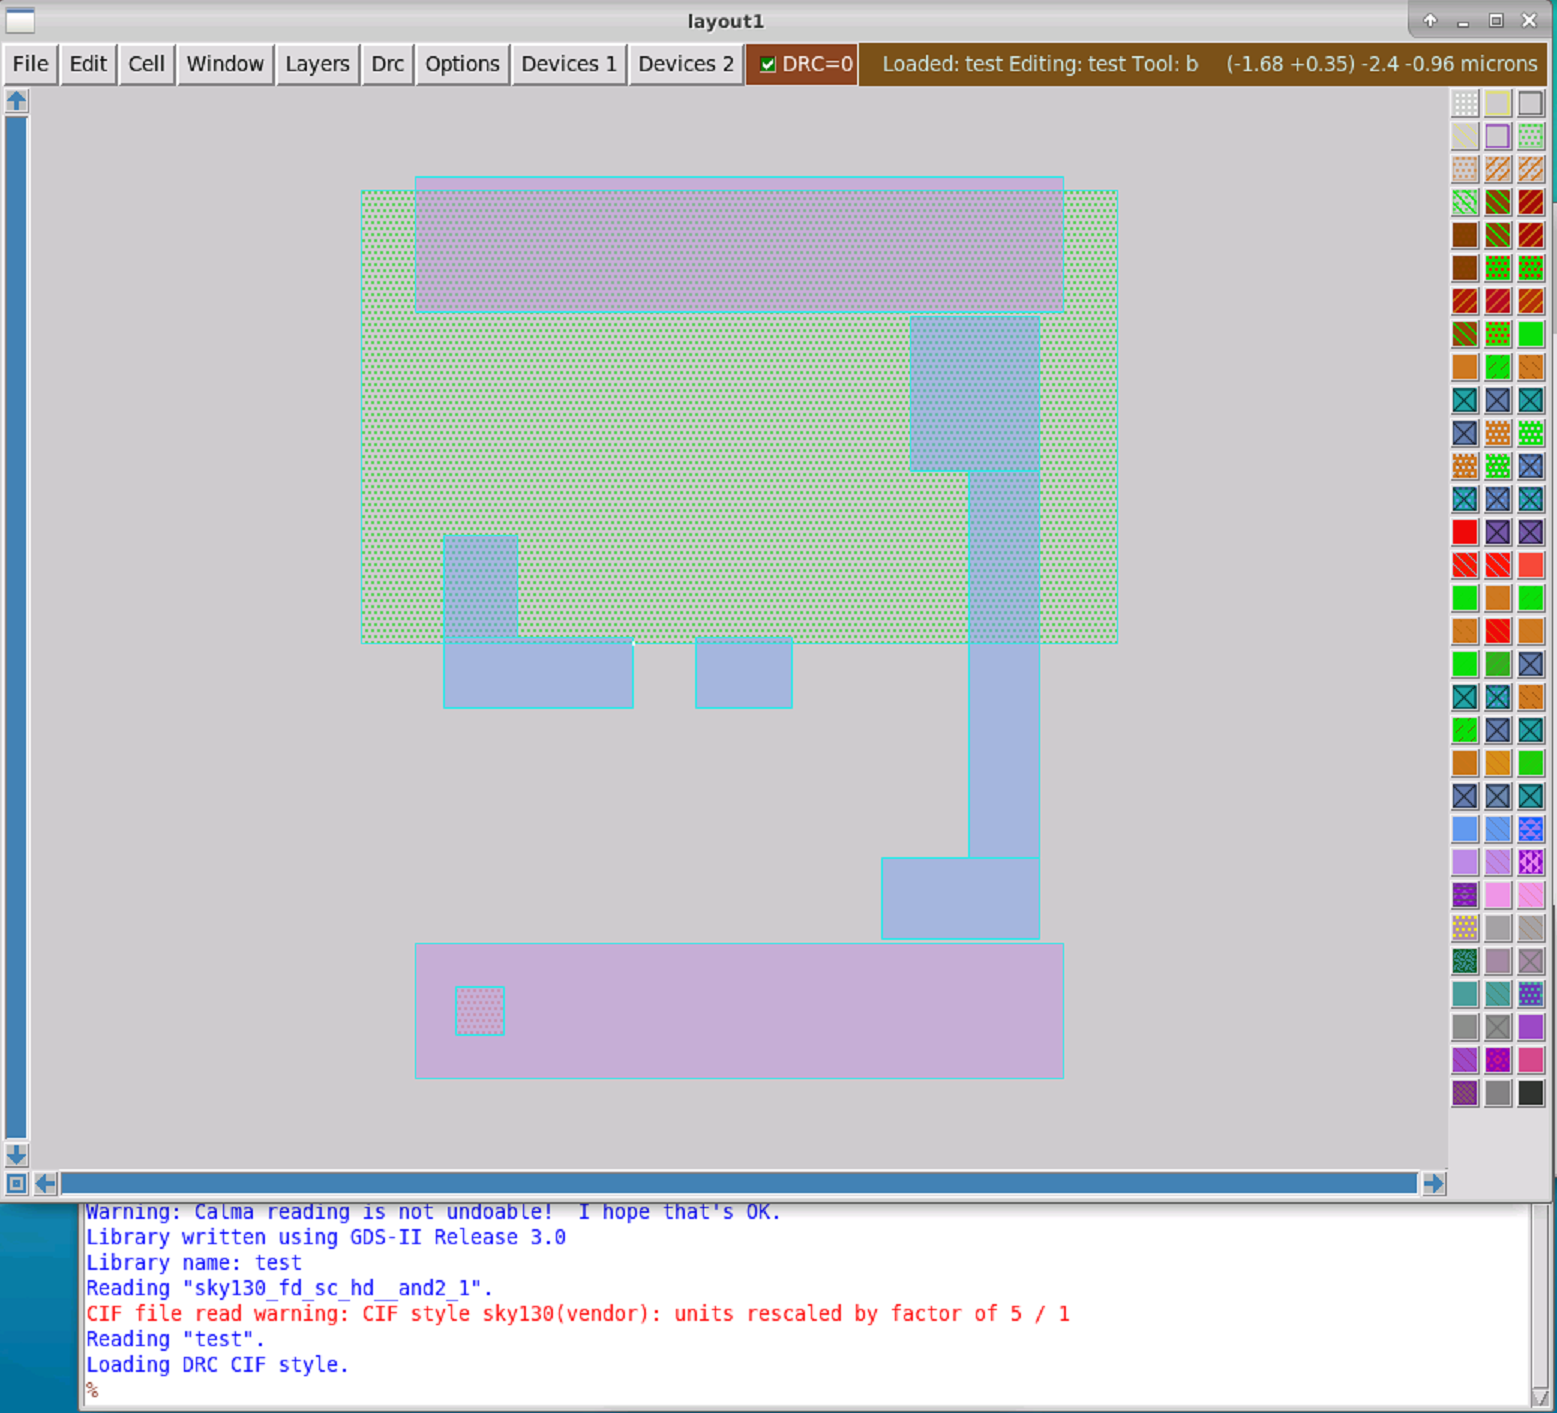 layout1
File Edit Cell Window Layers Drc Options Devices 1 Devices 2 DRC=0 Loaded: test Editing: test Tool: b (-1.68 +0.35) -2.4 -0.96 microns
Warning: Calma reading is not undoable!  I hope that's OK.
Library written using GDS-II Release 3.0
Library name: test
Reading "sky130_fd_sc_hd__and2_1".
CIF file read warning: CIF style sky130(vendor): units rescaled by factor of 5 / 1
Reading "test".
Loading DRC CIF style.
%